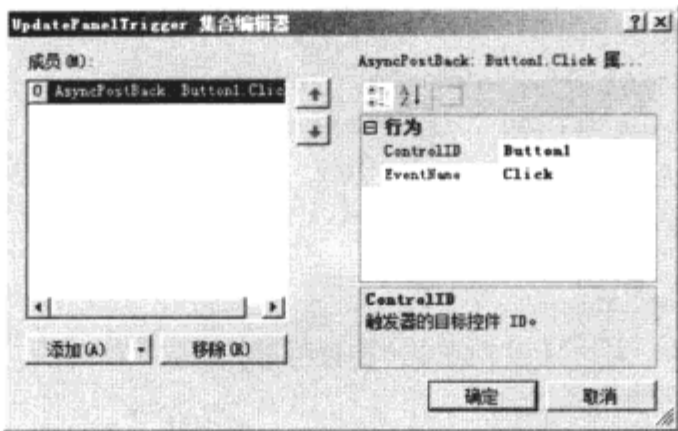 UpdatePanelTrigger 集合编辑器
成员(M):
AsyncPostBack: Button1.Click 属...
0 AsyncPostBack: Button1.Clic
行为
ControlID Button1
EventName Click
ControlID
触发器的目标控件 ID。
添加(A)
移除(R)
确定
取消